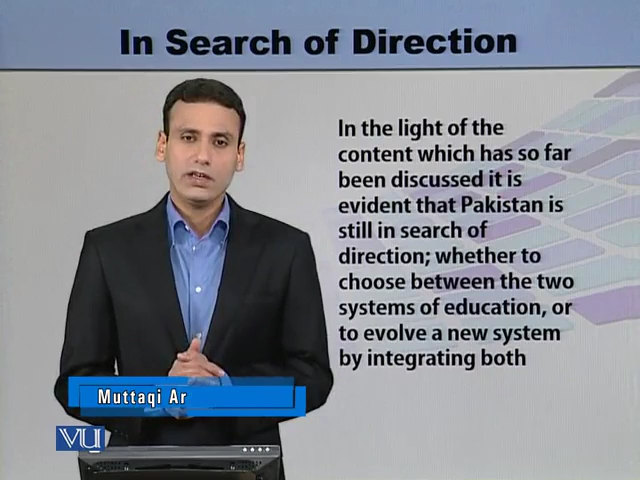 In Search of Direction
In the light of the
content which has so far
been discussed it is
evident that Pakistan is
still in search of
direction; whether to
choose between the two
systems of education, or
to evolve a new system
by integrating both
Muttaqi Ar
VU